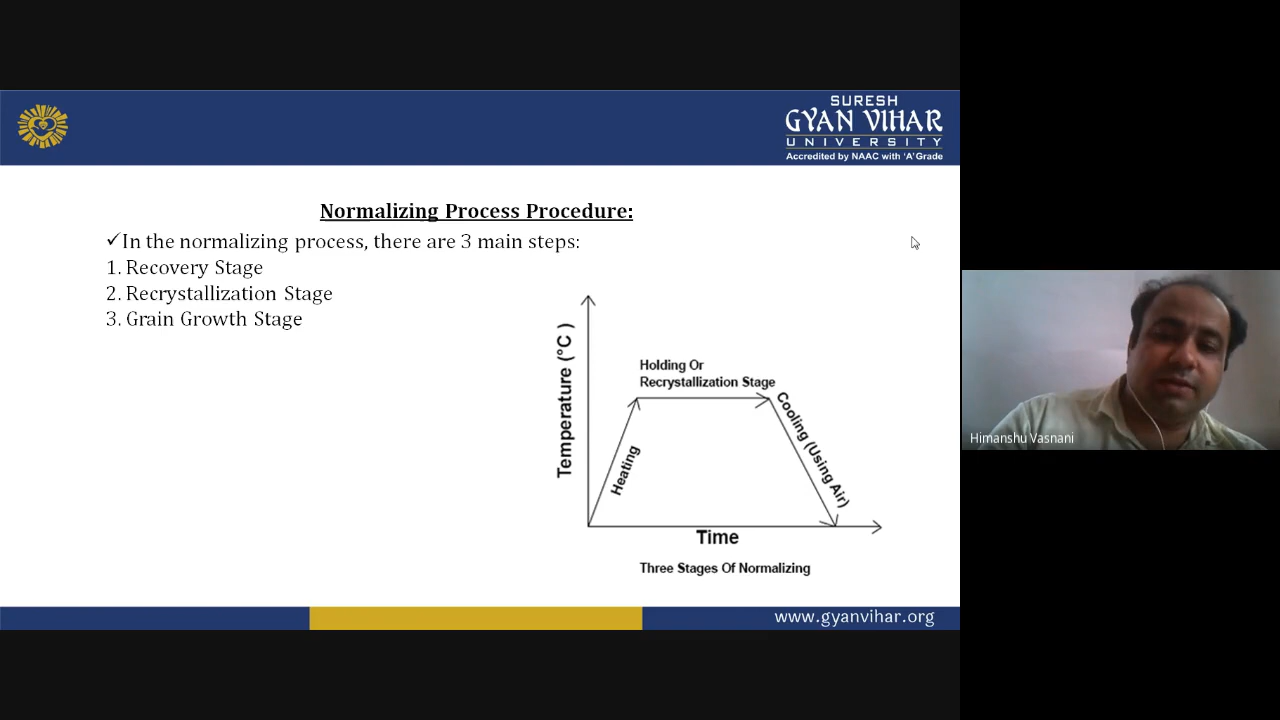 SURESH
GYAN VIHAR
UNIVERSITY
Accredited by NAAC with 'A' Grade
Normalizing Process Procedure:
✓In the normalizing process, there are 3 main steps:
1. Recovery Stage
2. Recrystallization Stage
3. Grain Growth Stage
Temperature (°C )
Holding Or
Recrystallization Stage
Heating
Cooling (Using Air)
Time
Three Stages Of Normalizing
www.gyanvihar.org
Himanshu Vasnani